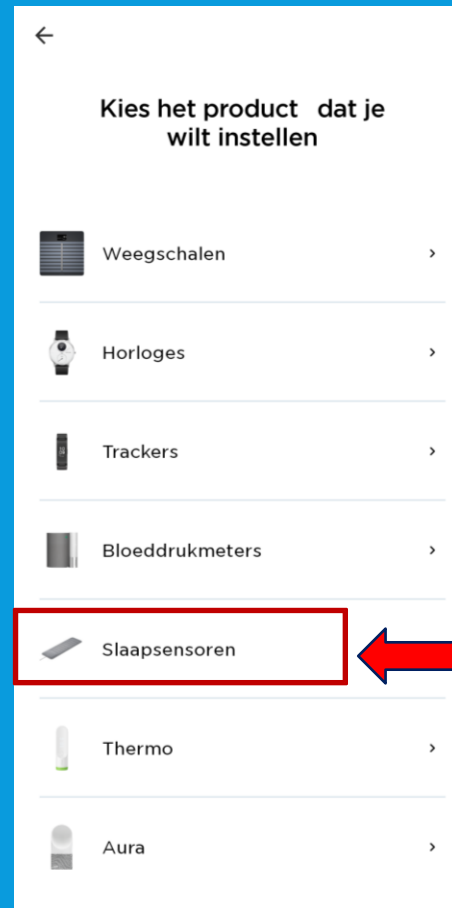 Kies het product dat je
wilt instellen
Weegschalen
Horloges
Trackers
Bloeddrukmeters
Slaapsensoren
Thermo
Aura